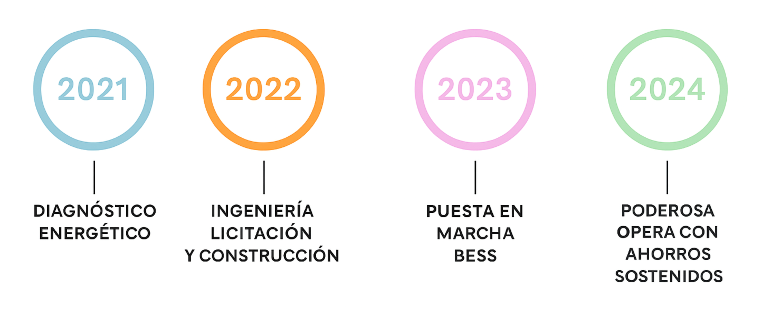 2021
DIAGNÓSTICO
ENERGÉTICO
2022
INGENIERÍA
LICITACIÓN
Y CONSTRUCCIÓN
2023
PUESTA EN
MARCHA
BESS
2024
PODEROSA
OPERA CON
AHORROS
SOSTENIDOS